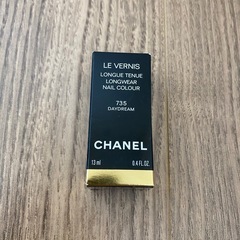 LE VERNIS
LONGUE TENUE
LONGWEAR
NAIL COLOUR
735
DAYDREAM
CHANEL
13 ml 0.4 FL. OZ.